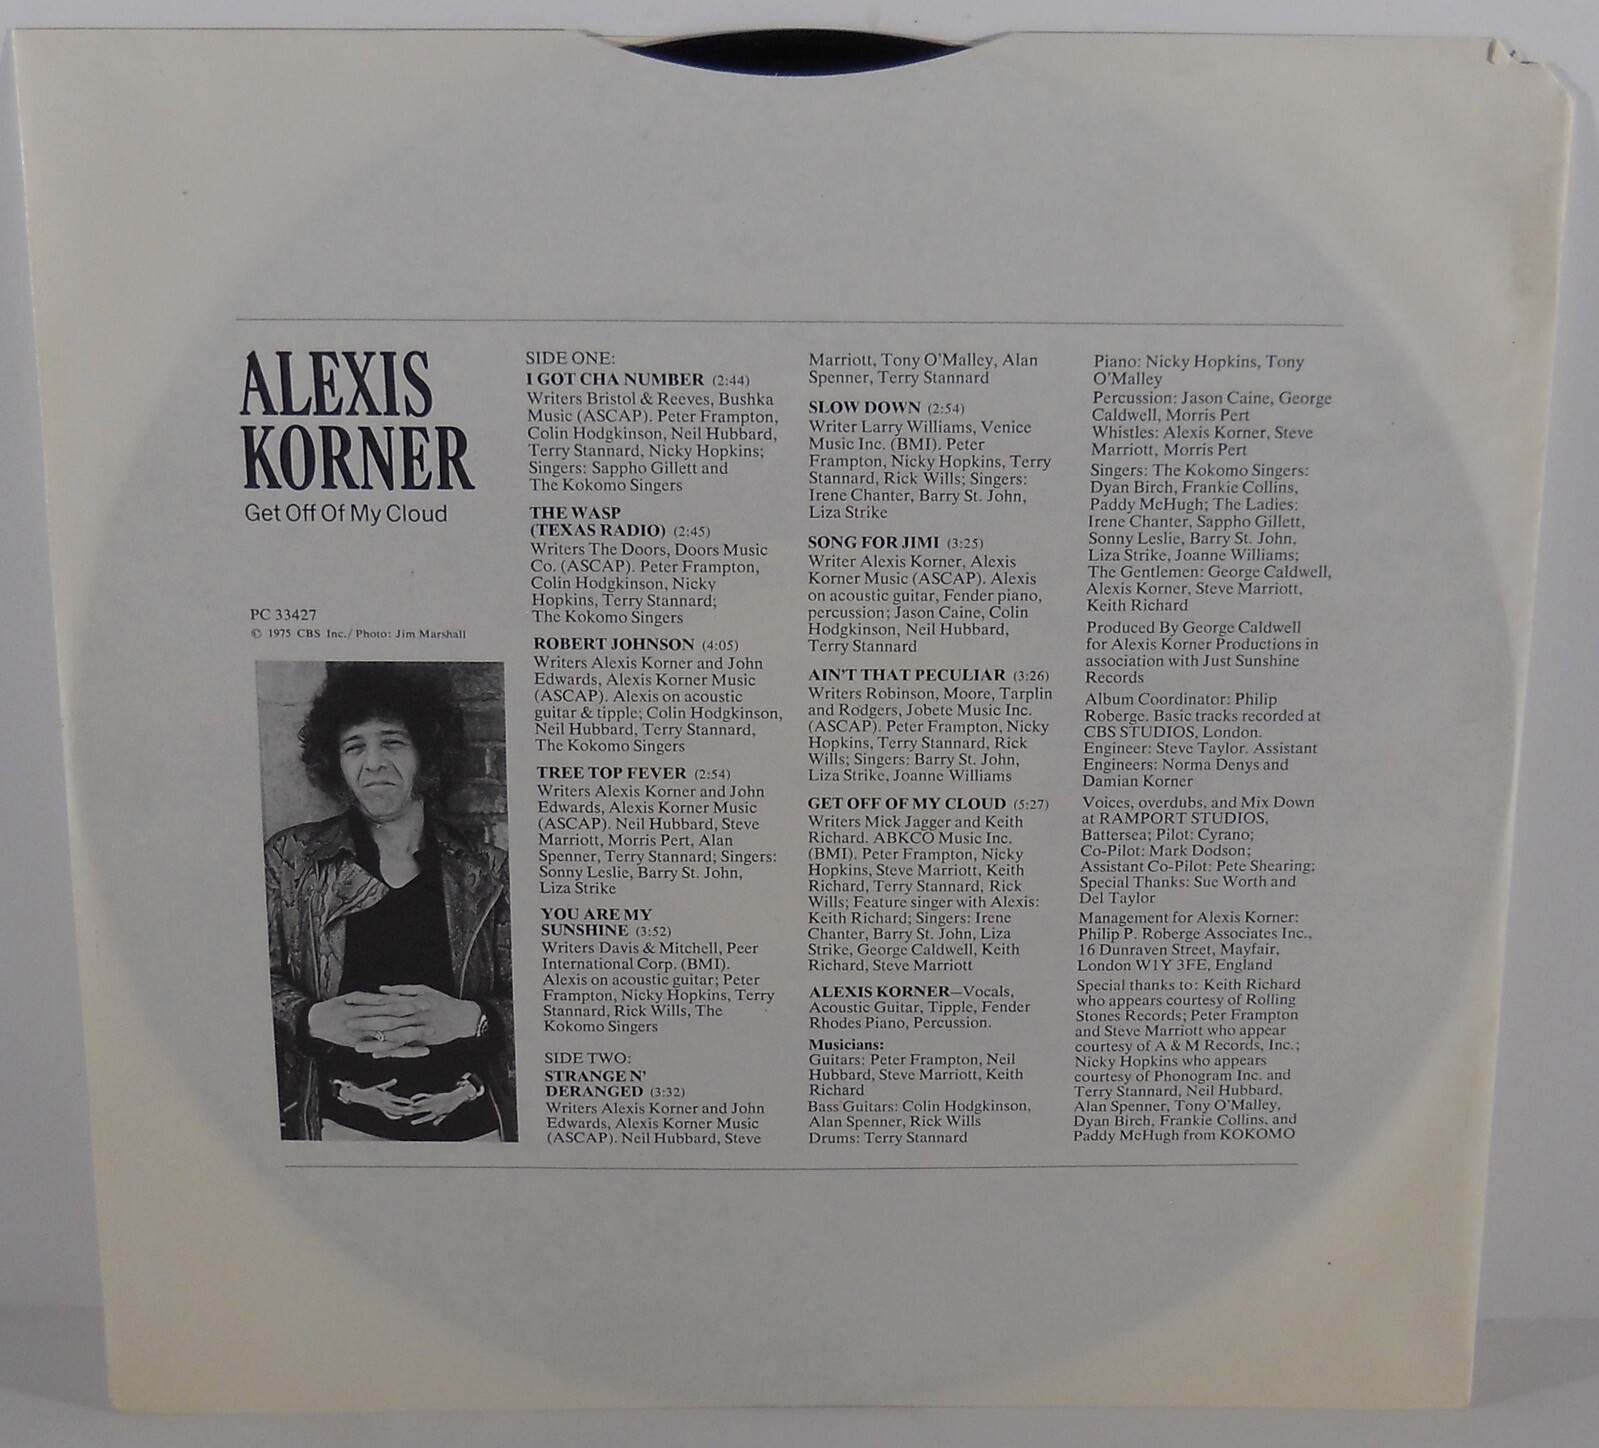 ALEXIS
KORNER
Get Off Of My Cloud
PC 33427
© 1975 CBS Inc./ Photo: Jim Marshall
SIDE ONE:
I GOT CHA NUMBER (2:44)
Writers Bristol & Reeves, Bushka
Music (ASCAP). Peter Frampton,
Colin Hodgkinson, Neil Hubbard,
Terry Stannard, Nicky Hopkins;
Singers: Sappho Gillett and
The Kokomo Singers
THE WASP
(TEXAS RADIO) (2:45)
Writers The Doors, Doors Music
Co. (ASCAP). Peter Frampton,
Colin Hodgkinson, Nicky
Hopkins, Terry Stannard;
The Kokomo Singers
ROBERT JOHNSON (4:05)
Writers Alexis Korner and John
Edwards, Alexis Korner Music
(ASCAP). Alexis on acoustic
guitar & tipple; Colin Hodgkinson,
Neil Hubbard, Terry Stannard,
The Kokomo Singers
TREE TOP FEVER (2:54)
Writers Alexis Korner and John
Edwards, Alexis Korner Music
(ASCAP). Neil Hubbard, Steve
Marriott, Morris Pert, Alan
Spenner, Terry Stannard; Singers:
Sonny Leslie, Barry St. John,
Liza Strike
YOU ARE MY
SUNSHINE (3:52)
Writers Davis & Mitchell, Peer
International Corp. (BMI).
Alexis on acoustic guitar; Peter
Frampton, Nicky Hopkins, Terry
Stannard, Rick Wills, The
Kokomo Singers
SIDE TWO:
STRANGE N'
DERANGED (3:32)
Writers Alexis Korner and John
Edwards, Alexis Korner Music
(ASCAP). Neil Hubbard, Steve
Marriott, Tony O'Malley, Alan
Spenner, Terry Stannard
SLOW DOWN (2:54)
Writer Larry Williams, Venice
Music Inc. (BMI). Peter
Frampton, Nicky Hopkins, Terry
Stannard, Rick Wills; Singers:
Irene Chanter, Barry St. John,
Liza Strike
SONG FOR JIMI (3:25)
Writer Alexis Korner, Alexis
Korner Music (ASCAP). Alexis
on acoustic guitar, Fender piano,
percussion; Jason Caine, Colin
Hodgkinson, Neil Hubbard,
Terry Stannard
AIN'T THAT PECULIAR (3:26)
Writers Robinson, Moore, Tarplin
and Rodgers, Jobete Music Inc.
(ASCAP). Peter Frampton, Nicky
Hopkins, Terry Stannard, Rick
Wills; Singers: Barry St. John,
Liza Strike, Joanne Williams
GET OFF OF MY CLOUD (5:27)
Writers Mick Jagger and Keith
Richard. ABKCO Music Inc.
(BMI). Peter Frampton, Nicky
Hopkins, Steve Marriott, Keith
Richard, Terry Stannard, Rick
Wills; Feature singer with Alexis:
Keith Richard; Singers: Irene
Chanter, Barry St. John, Liza
Strike, George Caldwell, Keith
Richard, Steve Marriott
ALEXIS KORNER—Vocals,
Acoustic Guitar, Tipple, Fender
Rhodes Piano, Percussion.
Musicians:
Guitars: Peter Frampton, Neil
Hubbard, Steve Marriott, Keith
Richard
Bass Guitars: Colin Hodgkinson,
Alan Spenner, Rick Wills
Drums: Terry Stannard
Piano: Nicky Hopkins, Tony
O'Malley
Percussion: Jason Caine, George
Caldwell, Morris Pert
Whistles: Alexis Korner, Steve
Marriott, Morris Pert
Singers: The Kokomo Singers:
Dyan Birch, Frankie Collins,
Paddy McHugh; The Ladies:
Irene Chanter, Sappho Gillett,
Sonny Leslie, Barry St. John,
Liza Strike, Joanne Williams;
The Gentlemen: George Caldwell,
Alexis Korner, Steve Marriott,
Keith Richard
Produced By George Caldwell
for Alexis Korner Productions in
association with Just Sunshine
Records
Album Coordinator: Philip
Roberge. Basic tracks recorded at
CBS STUDIOS, London.
Engineer: Steve Taylor. Assistant
Engineers: Norma Denys and
Damian Korner
Voices, overdubs, and Mix Down
at RAMPORT STUDIOS,
Battersea; Pilot: Cyrano;
Co-Pilot: Mark Dodson;
Assistant Co-Pilot: Pete Shearing;
Special Thanks: Sue Worth and
Del Taylor
Management for Alexis Korner:
Philip P. Roberge Associates Inc.,
16 Dunraven Street, Mayfair,
London W1Y 3FE, England
Special thanks to: Keith Richard
who appears courtesy of Rolling
Stones Records; Peter Frampton
and Steve Marriott who appear
courtesy of A & M Records, Inc.;
Nicky Hopkins who appears
courtesy of Phonogram Inc. and
Terry Stannard, Neil Hubbard,
Alan Spenner, Tony O'Malley,
Dyan Birch, Frankie Collins, and
Paddy McHugh from KOKOMO